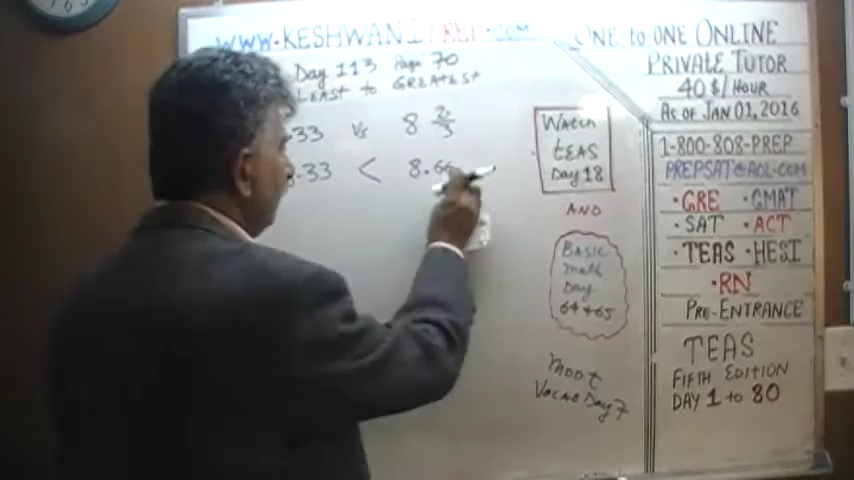 www.KESHWANIPREP.com
Day 113 Page 70
LEAST to GREATEST
.33 vs 8 2/3
.33 < 8.66
Watch
TEAS
Day 18
AND
BASIC
math
Day
64+65
moot
VOCAB Day 7
ONE to ONE ONLINE
PRIVATE TUTOR
40 $/HOUR
AS OF JAN 01, 2016
1-800-808-PREP
PREPSAT@AOL.COM
• GRE • GMAT
• SAT • ACT
• TEAS • HESI
• RN
PRE-ENTRANCE
TEAS
FIFTH EDITION
DAY 1 to 80